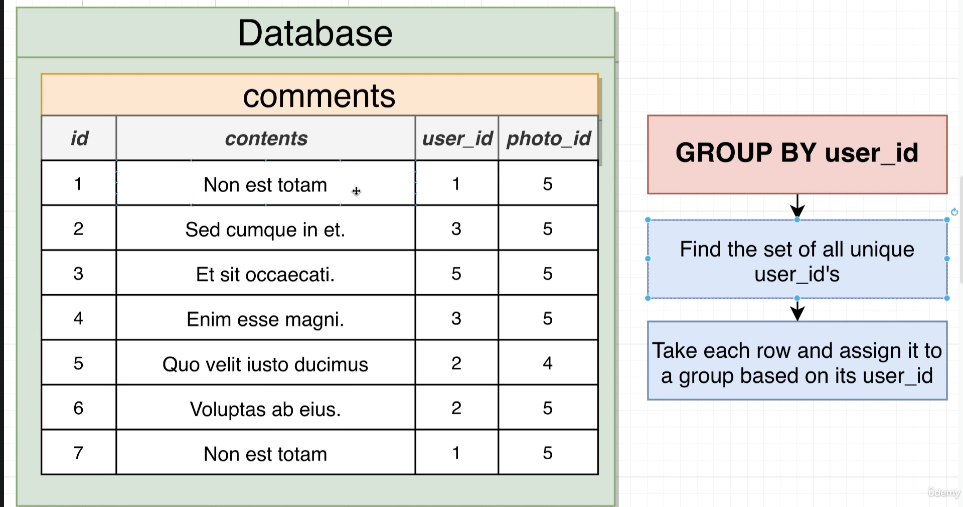 Database
comments
id contents user_id photo_id
1 Non est totam 1 5
2 Sed cumque in et. 3 5
3 Et sit occaecati. 5 5
4 Enim esse magni. 3 5
5 Quo velit iusto ducimus 2 4
6 Voluptas ab eius. 2 5
7 Non est totam 1 5
GROUP BY user_id
Find the set of all unique
user_id's
Take each row and assign it to
a group based on its user_id
Udemy